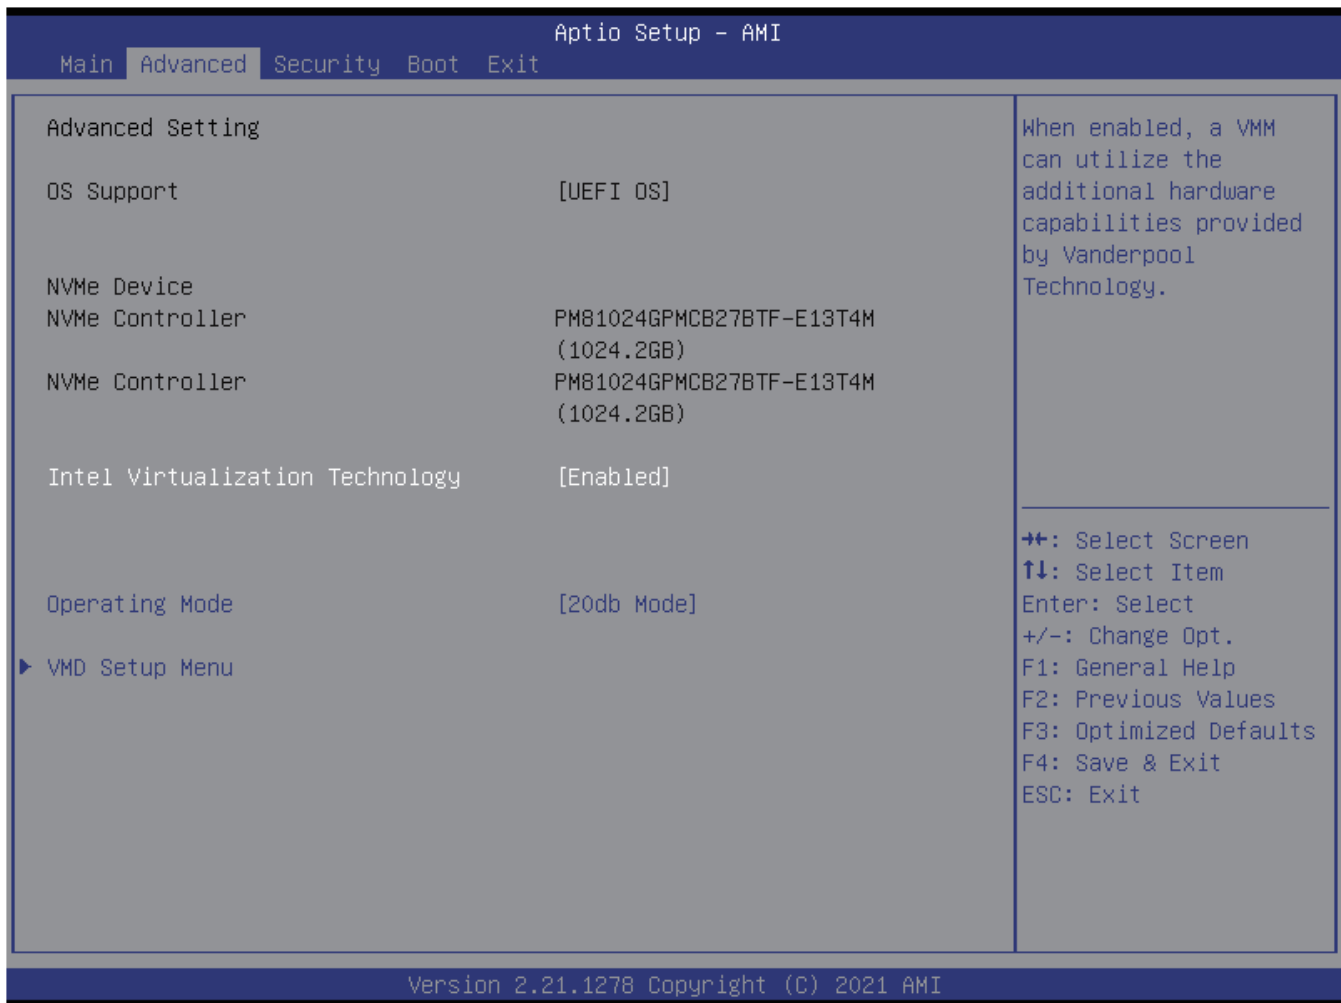 Aptio Setup – AMI
Main Advanced Security Boot Exit
Advanced Setting
OS Support [UEFI OS]
NVMe Device
NVMe Controller PM81024GPMCB27BTF-E13T4M
(1024.2GB)
NVMe Controller PM81024GPMCB27BTF-E13T4M
(1024.2GB)
Intel Virtualization Technology [Enabled]
Operating Mode [20db Mode]
VMD Setup Menu
When enabled, a VMM
can utilize the
additional hardware
capabilities provided
by Vanderpool
Technology.
→←: Select Screen
↑↓: Select Item
Enter: Select
+/-: Change Opt.
F1: General Help
F2: Previous Values
F3: Optimized Defaults
F4: Save & Exit
ESC: Exit
Version 2.21.1278 Copyright (C) 2021 AMI